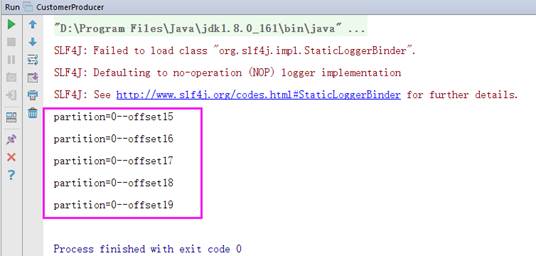 Run CustomerProducer
"D:\Program Files\Java\jdk1.8.0_161\bin\java" ...
SLF4J: Failed to load class "org.slf4j.impl.StaticLoggerBinder".
SLF4J: Defaulting to no-operation (NOP) logger implementation
SLF4J: See http://www.slf4j.org/codes.html#StaticLoggerBinder for further details.
partition=0--offset15
partition=0--offset16
partition=0--offset17
partition=0--offset18
partition=0--offset19
Process finished with exit code 0